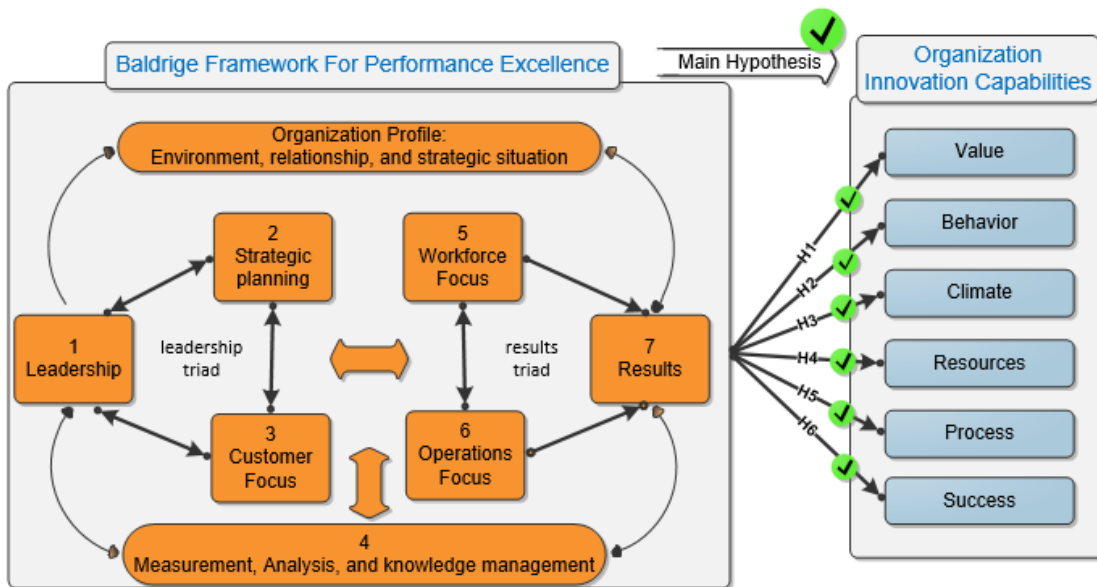 Baldrige Framework For Performance Excellence
Main Hypothesis
Organization
Innovation Capabilities
Organization Profile:
Environment, relationship, and strategic situation
2
Strategic
planning
5
Workforce
Focus
1
Leadership
leadership
triad
results
triad
7
Results
3
Customer
Focus
6
Operations
Focus
4
Measurement, Analysis, and knowledge management
H1
H2
H3
H4
H5
H6
Value
Behavior
Climate
Resources
Process
Success